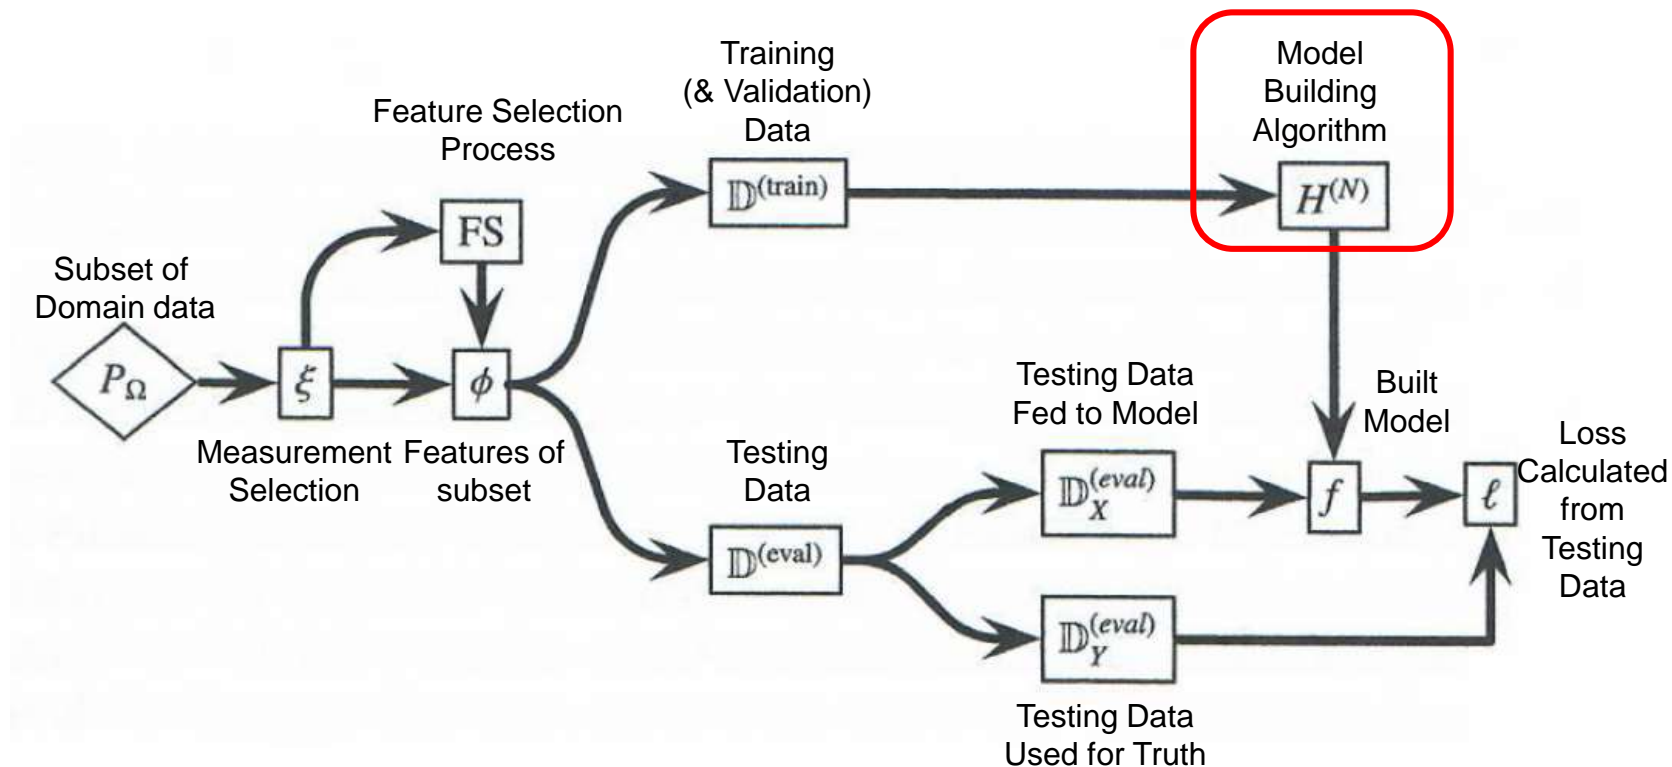 Training
(& Validation)
Data
Model
Building
Algorithm
Feature Selection
Process
𝔻(train)
H(N)
FS
Subset of
Domain data
PΩ
ξ
ϕ
Measurement
Selection
Features of
subset
Testing
Data
Testing Data
Fed to Model
Built
Model
Loss
Calculated
from
Testing
Data
𝔻(eval)
𝔻X(eval)
f
ℓ
𝔻Y(eval)
Testing Data
Used for Truth